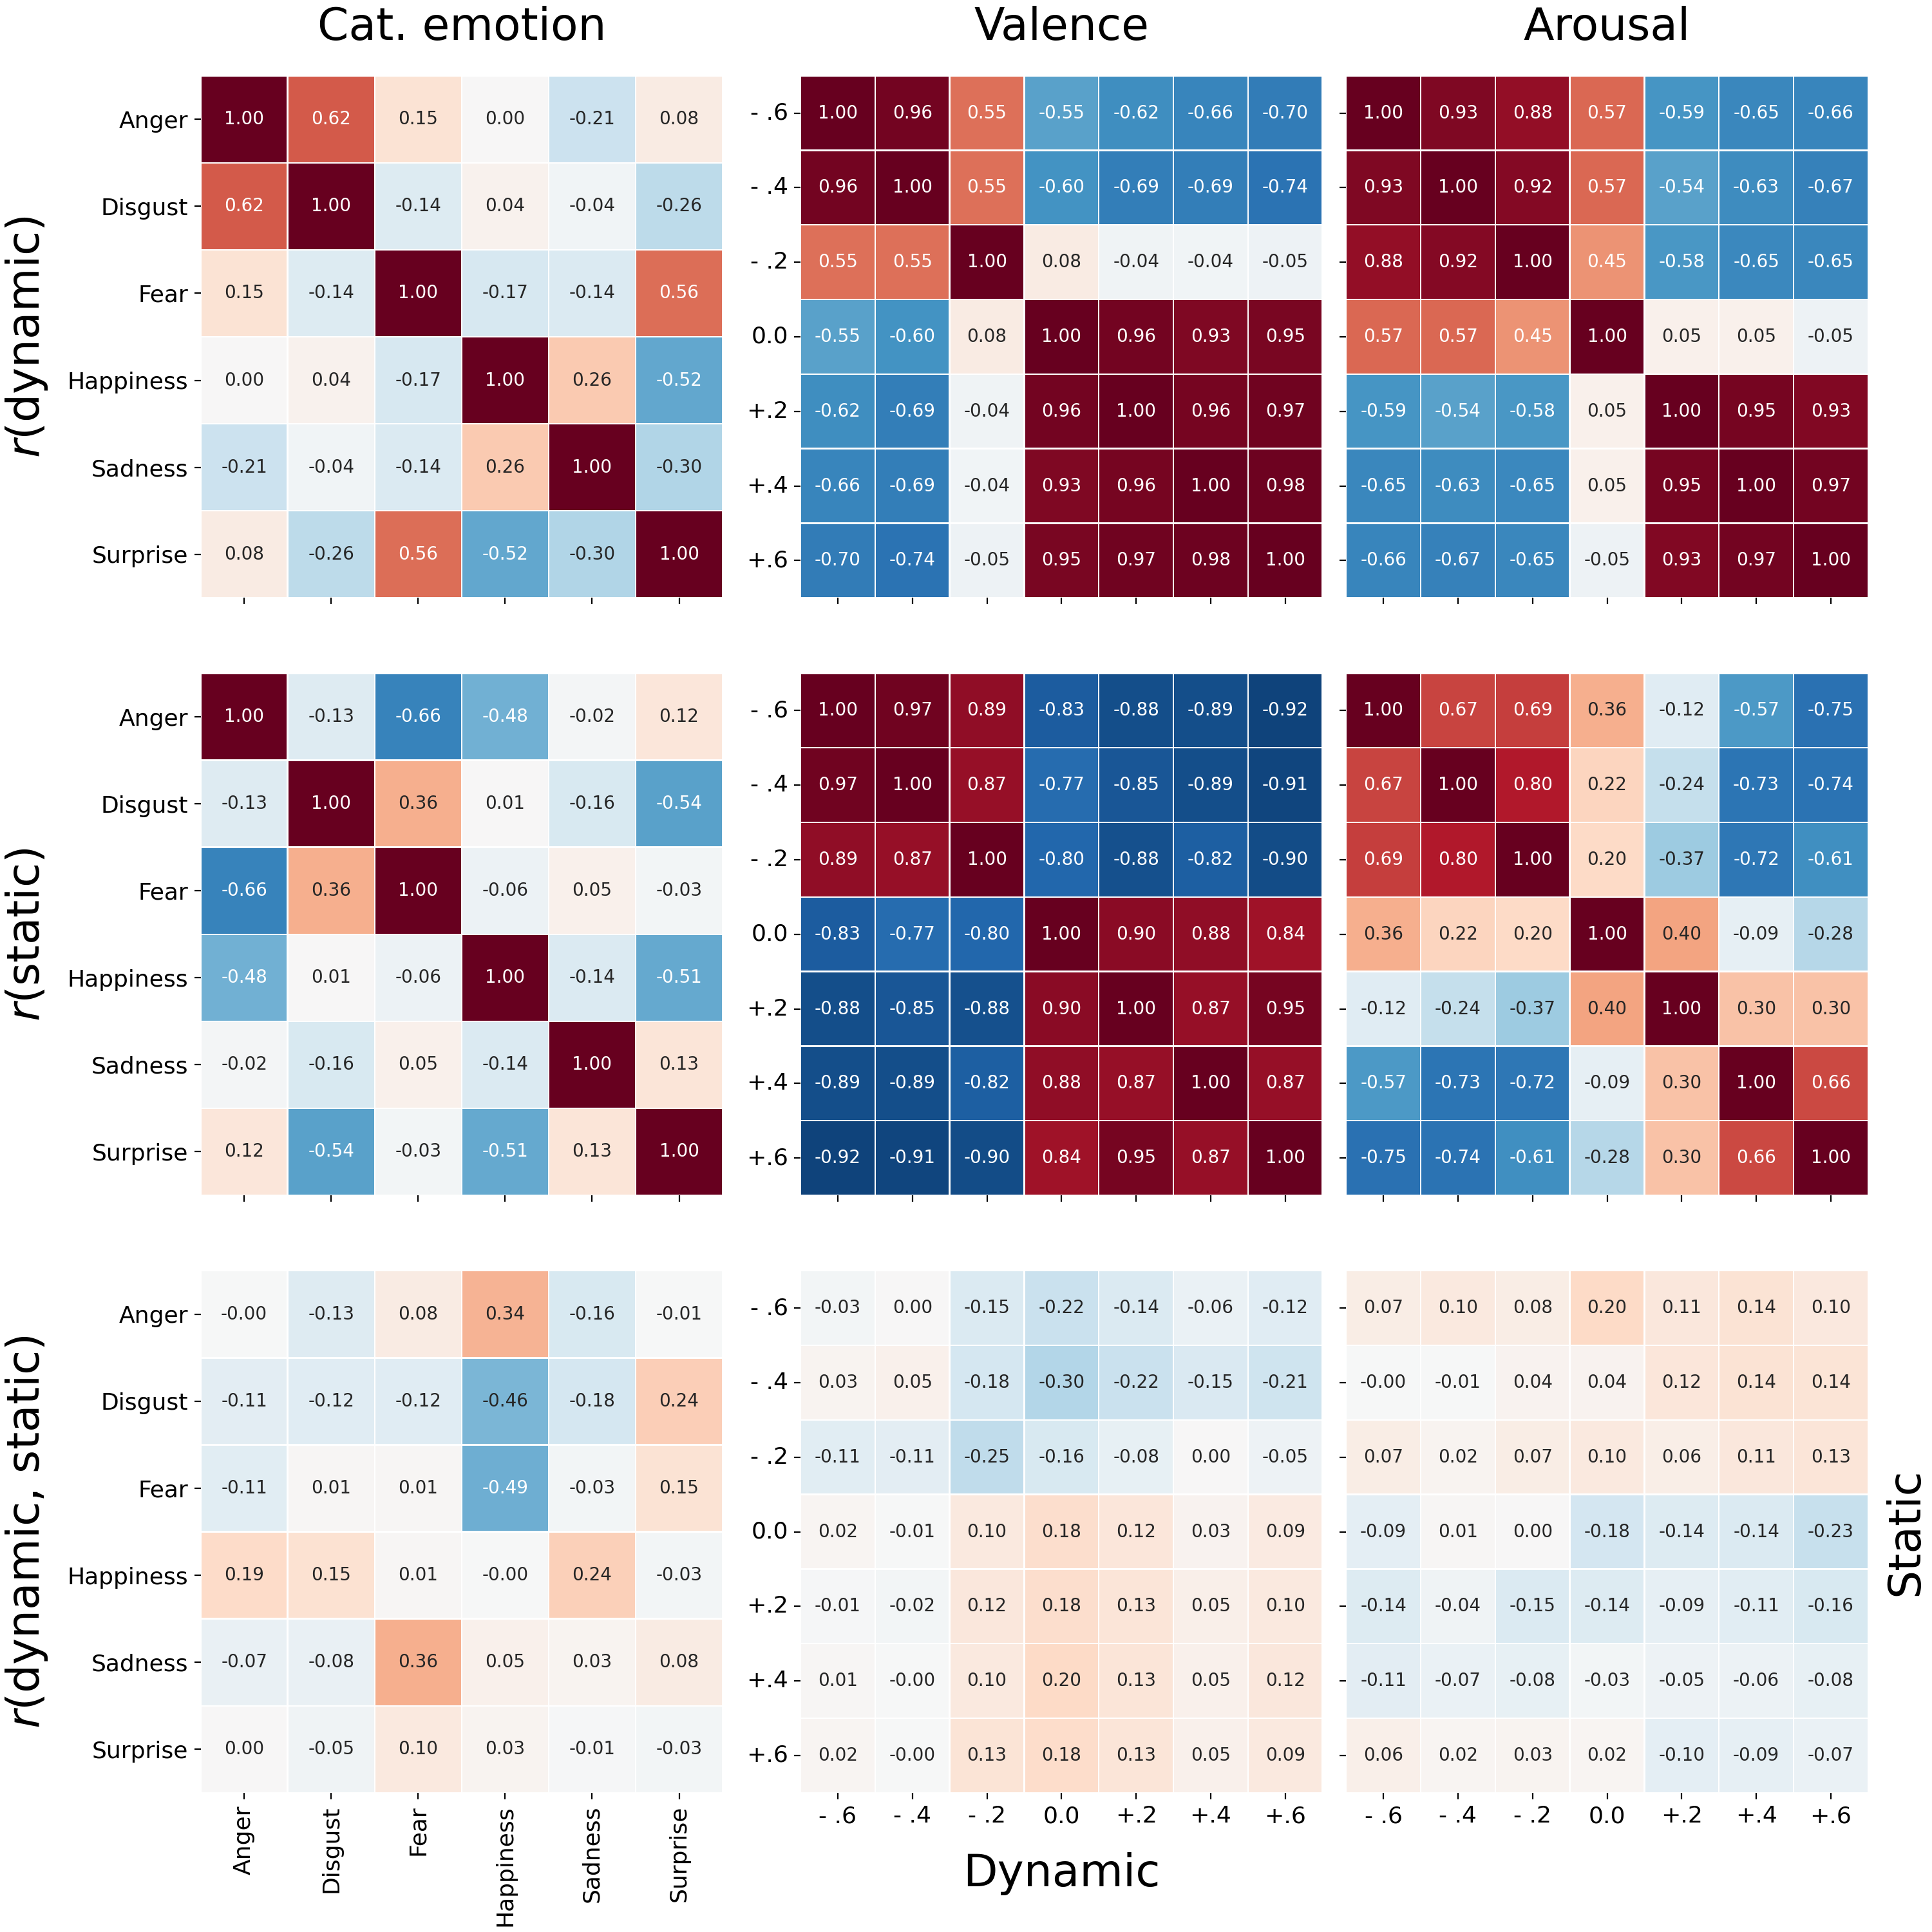 Cat. emotion Valence Arousal
r(dynamic)
Anger 1.00 0.62 0.15 0.00 -0.21 0.08
Disgust 0.62 1.00 -0.14 0.04 -0.04 -0.26
Fear 0.15 -0.14 1.00 -0.17 -0.14 0.56
Happiness 0.00 0.04 -0.17 1.00 0.26 -0.52
Sadness -0.21 -0.04 -0.14 0.26 1.00 -0.30
Surprise 0.08 -0.26 0.56 -0.52 -0.30 1.00
- .6 1.00 0.96 0.55 -0.55 -0.62 -0.66 -0.70
- .4 0.96 1.00 0.55 -0.60 -0.69 -0.69 -0.74
- .2 0.55 0.55 1.00 0.08 -0.04 -0.04 -0.05
0.0 -0.55 -0.60 0.08 1.00 0.96 0.93 0.95
+.2 -0.62 -0.69 -0.04 0.96 1.00 0.96 0.97
+.4 -0.66 -0.69 -0.04 0.93 0.96 1.00 0.98
+.6 -0.70 -0.74 -0.05 0.95 0.97 0.98 1.00
1.00 0.93 0.88 0.57 -0.59 -0.65 -0.66
0.93 1.00 0.92 0.57 -0.54 -0.63 -0.67
0.88 0.92 1.00 0.45 -0.58 -0.65 -0.65
0.57 0.57 0.45 1.00 0.05 0.05 -0.05
-0.59 -0.54 -0.58 0.05 1.00 0.95 0.93
-0.65 -0.63 -0.65 0.05 0.95 1.00 0.97
-0.66 -0.67 -0.65 -0.05 0.93 0.97 1.00
r(static)
Anger 1.00 -0.13 -0.66 -0.48 -0.02 0.12
Disgust -0.13 1.00 0.36 0.01 -0.16 -0.54
Fear -0.66 0.36 1.00 -0.06 0.05 -0.03
Happiness -0.48 0.01 -0.06 1.00 -0.14 -0.51
Sadness -0.02 -0.16 0.05 -0.14 1.00 0.13
Surprise 0.12 -0.54 -0.03 -0.51 0.13 1.00
- .6 1.00 0.97 0.89 -0.83 -0.88 -0.89 -0.92
- .4 0.97 1.00 0.87 -0.77 -0.85 -0.89 -0.91
- .2 0.89 0.87 1.00 -0.80 -0.88 -0.82 -0.90
0.0 -0.83 -0.77 -0.80 1.00 0.90 0.88 0.84
+.2 -0.88 -0.85 -0.88 0.90 1.00 0.87 0.95
+.4 -0.89 -0.89 -0.82 0.88 0.87 1.00 0.87
+.6 -0.92 -0.91 -0.90 0.84 0.95 0.87 1.00
1.00 0.67 0.69 0.36 -0.12 -0.57 -0.75
0.67 1.00 0.80 0.22 -0.24 -0.73 -0.74
0.69 0.80 1.00 0.20 -0.37 -0.72 -0.61
0.36 0.22 0.20 1.00 0.40 -0.09 -0.28
-0.12 -0.24 -0.37 0.40 1.00 0.30 0.30
-0.57 -0.73 -0.72 -0.09 0.30 1.00 0.66
-0.75 -0.74 -0.61 -0.28 0.30 0.66 1.00
r(dynamic, static)
Anger -0.00 -0.13 0.08 0.34 -0.16 -0.01
Disgust -0.11 -0.12 -0.12 -0.46 -0.18 0.24
Fear -0.11 0.01 0.01 -0.49 -0.03 0.15
Happiness 0.19 0.15 0.01 -0.00 0.24 -0.03
Sadness -0.07 -0.08 0.36 0.05 0.03 0.08
Surprise 0.00 -0.05 0.10 0.03 -0.01 -0.03
Anger Disgust Fear Happiness Sadness Surprise
- .6 -0.03 0.00 -0.15 -0.22 -0.14 -0.06 -0.12
- .4 0.03 0.05 -0.18 -0.30 -0.22 -0.15 -0.21
- .2 -0.11 -0.11 -0.25 -0.16 -0.08 0.00 -0.05
0.0 0.02 -0.01 0.10 0.18 0.12 0.03 0.09
+.2 -0.01 -0.02 0.12 0.18 0.13 0.05 0.10
+.4 0.01 -0.00 0.10 0.20 0.13 0.05 0.12
+.6 0.02 -0.00 0.13 0.18 0.13 0.05 0.09
- .6 - .4 - .2 0.0 +.2 +.4 +.6
0.07 0.10 0.08 0.20 0.11 0.14 0.10
-0.00 -0.01 0.04 0.04 0.12 0.14 0.14
0.07 0.02 0.07 0.10 0.06 0.11 0.13
-0.09 0.01 0.00 -0.18 -0.14 -0.14 -0.23
-0.14 -0.04 -0.15 -0.14 -0.09 -0.11 -0.16
-0.11 -0.07 -0.08 -0.03 -0.05 -0.06 -0.08
0.06 0.02 0.03 0.02 -0.10 -0.09 -0.07
- .6 - .4 - .2 0.0 +.2 +.4 +.6
Static
Dynamic